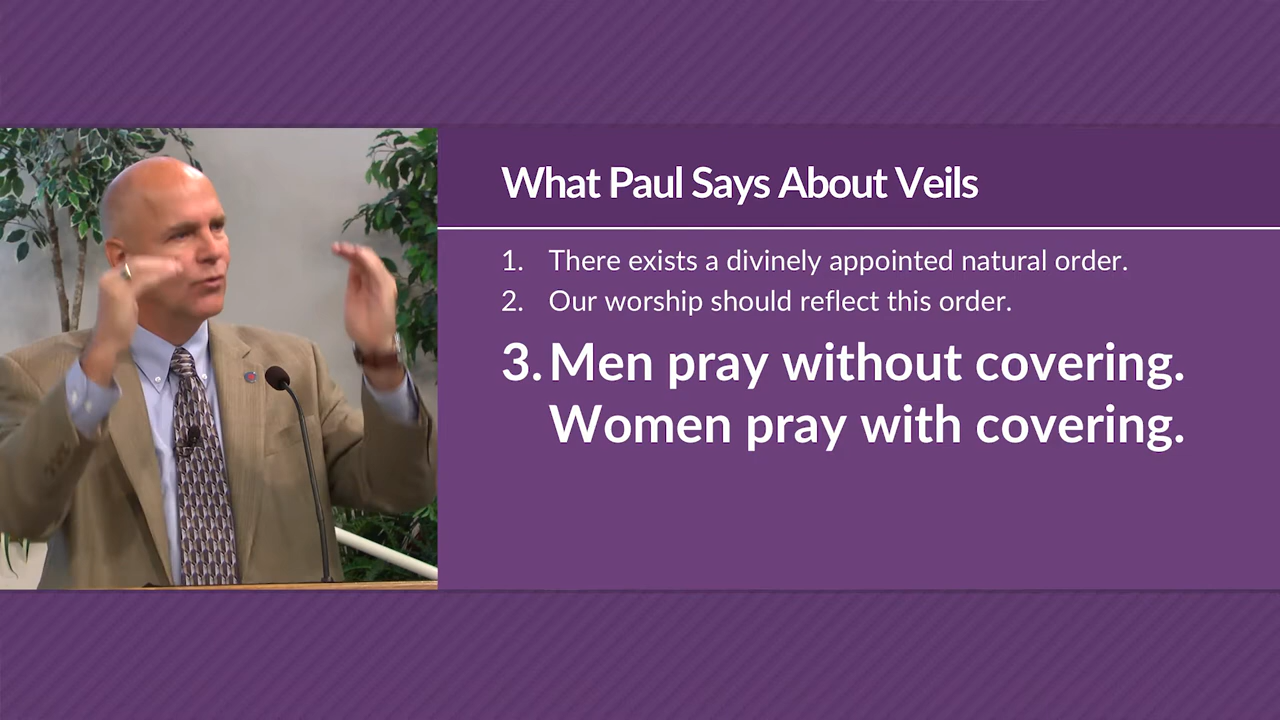 What Paul Says About Veils
1. There exists a divinely appointed natural order.
2. Our worship should reflect this order.
3. Men pray without covering.
Women pray with covering.